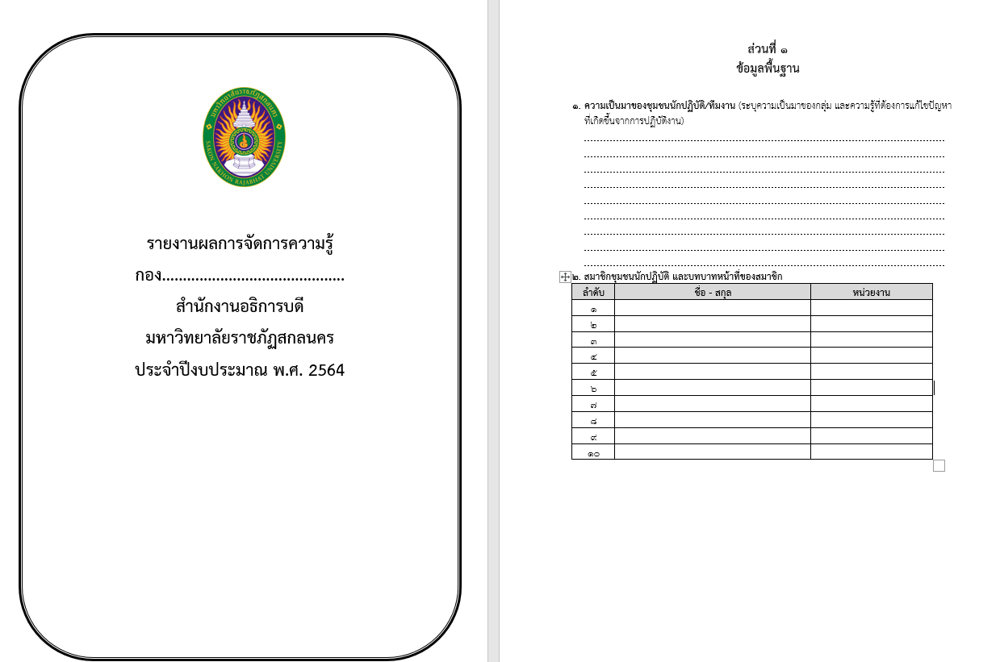 มหาวิทยาลัยราชภัฏสกลนคร
SAKON NAKHON RAJABHAT UNIVERSITY
รายงานผลการจัดการความรู้
กอง............................................
สำนักงานอธิการบดี
มหาวิทยาลัยราชภัฏสกลนคร
ประจำปีงบประมาณ พ.ศ. 2564
ส่วนที่ ๑
ข้อมูลพื้นฐาน
๑. ความเป็นมาของชุมชนนักปฏิบัติ/ทีมงาน (ระบุความเป็นมาของกลุ่ม และความรู้ที่ต้องการแก้ไขปัญหา
ที่เกิดขึ้นจากการปฏิบัติงาน)
๒. สมาชิกชุมชนนักปฏิบัติ และบทบาทหน้าที่ของสมาชิก
ลำดับ ชื่อ - สกุล หน่วยงาน
๑
๒
๓
๔
๕
๖
๗
๘
๙
๑๐